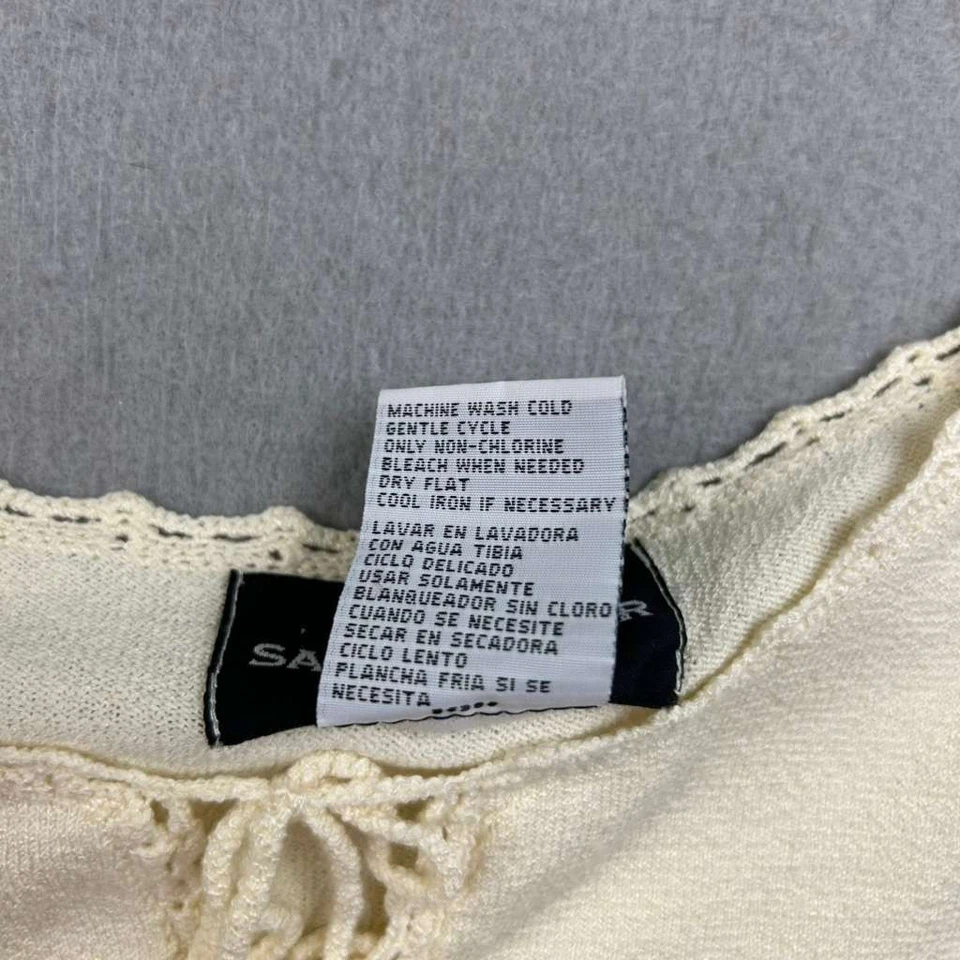 MACHINE WASH COLD
GENTLE CYCLE
ONLY NON-CHLORINE
BLEACH WHEN NEEDED
DRY FLAT
COOL IRON IF NECESSARY
LAVAR EN LAVADORA
CON AGUA TIBIA
CICLO DELICADO
USAR SOLAMENTE
BLANQUEADOR SIN CLORO
CUANDO SE NECESITE
SECAR EN SECADORA
CICLO LENTO
PLANCHA FRIA SI SE
NECESITA